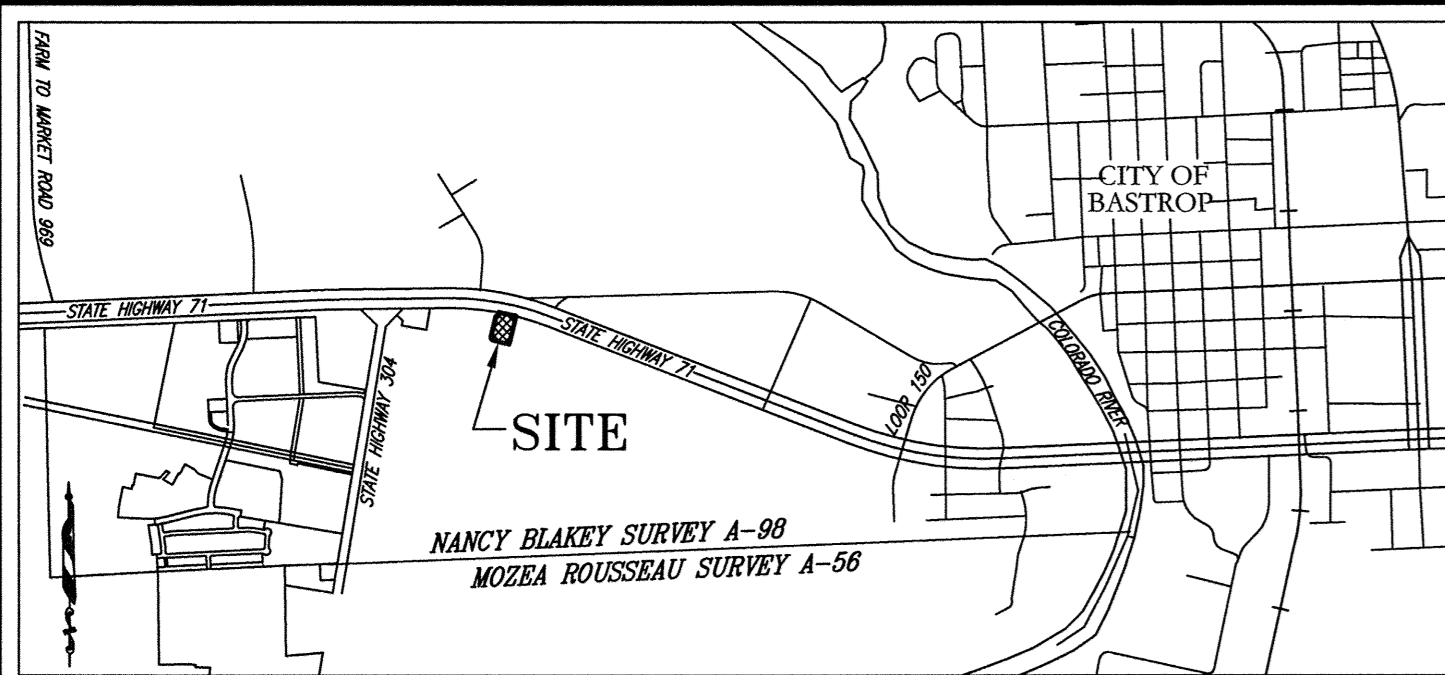 FARM TO MARKET ROAD 969
CITY OF
BASTROP
STATE HIGHWAY 71
STATE HIGHWAY 71
COLORADO RIVER
LOOP 150
STATE HIGHWAY 304
SITE
NANCY BLAKEY SURVEY A-98
MOZEA ROUSSEAU SURVEY A-56